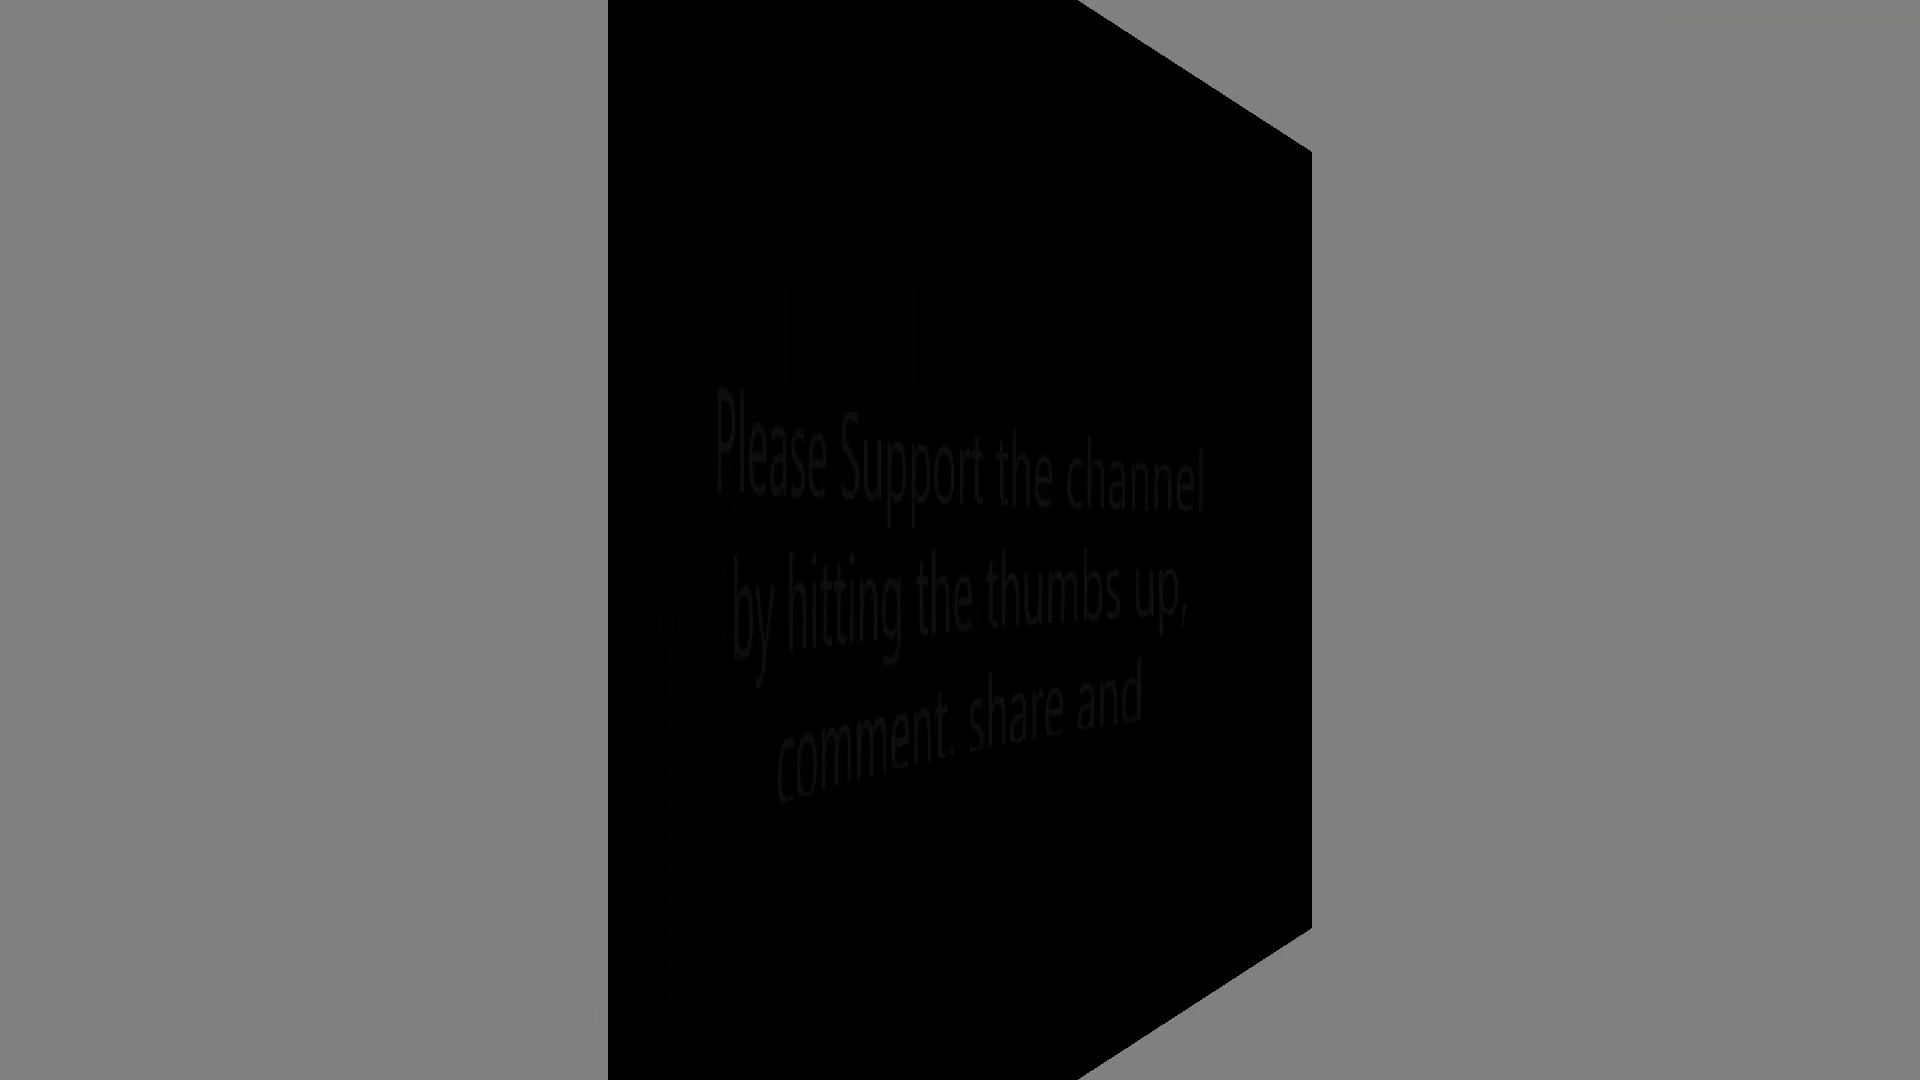 Please Support the channel
by hitting the thumbs up,
comment. share and